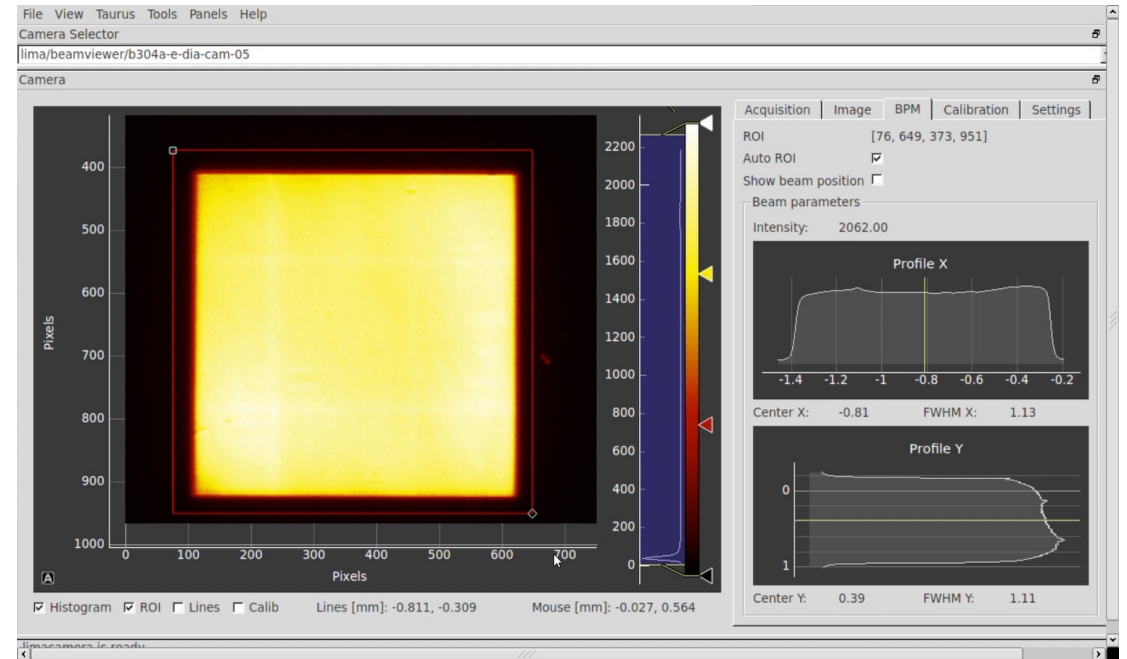 File View Taurus Tools Panels Help
Camera Selector
lima/beamviewer/b304a-e-dia-cam-05
Camera
Acquisition Image BPM Calibration Settings
ROI [76, 649, 373, 951]
Auto ROI
Show beam position
Beam parameters
Intensity: 2062.00
Profile X
-1.4 -1.2 -1 -0.8 -0.6 -0.4 -0.2
Center X: -0.81 FWHM X: 1.13
Profile Y
0
1
Center Y: 0.39 FWHM Y: 1.11
400
500
600
700
800
900
1000
Pixels
0 100 200 300 400 500 600 700
Pixels
2200
2000
1800
1600
1400
1200
1000
800
600
400
200
0
A
Histogram ROI Lines Calib Lines [mm]: -0.811, -0.309 Mouse [mm]: -0.027, 0.564
limacamera is ready